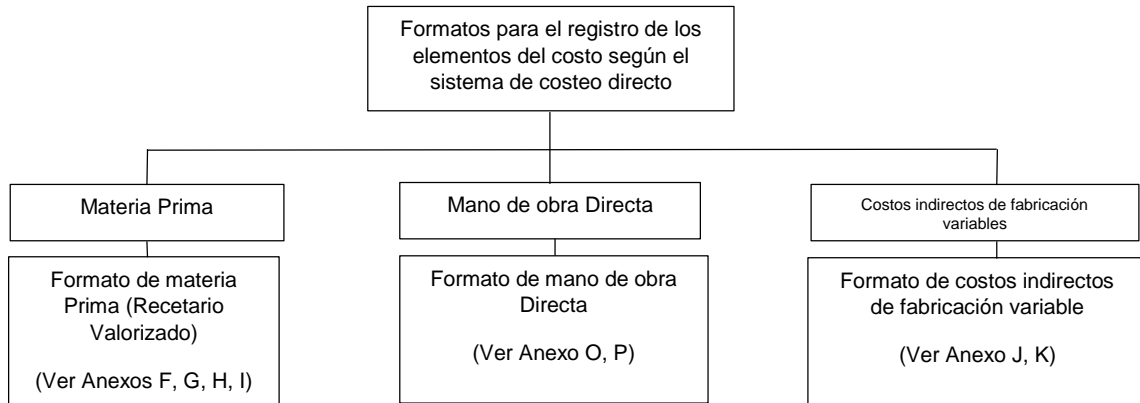 Formatos para el registro de los
elementos del costo según el
sistema de costeo directo
Materia Prima
Mano de obra Directa
Costos indirectos de fabricación
variables
Formato de materia
Prima (Recetario
Valorizado)
(Ver Anexos F, G, H, I)
Formato de mano de obra
Directa
(Ver Anexo O, P)
Formato de costos indirectos
de fabricación variable
(Ver Anexo J, K)